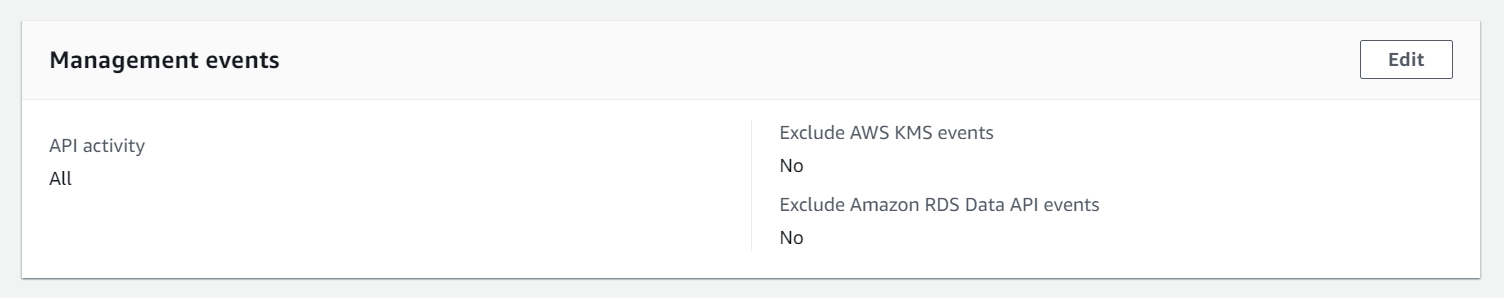 Management events
Edit
API activity
All
Exclude AWS KMS events
No
Exclude Amazon RDS Data API events
No